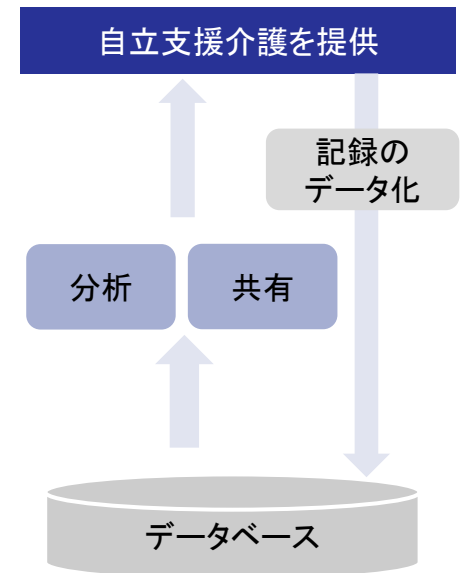 自立支援介護を提供
記録の
データ化
分析
共有
データベース